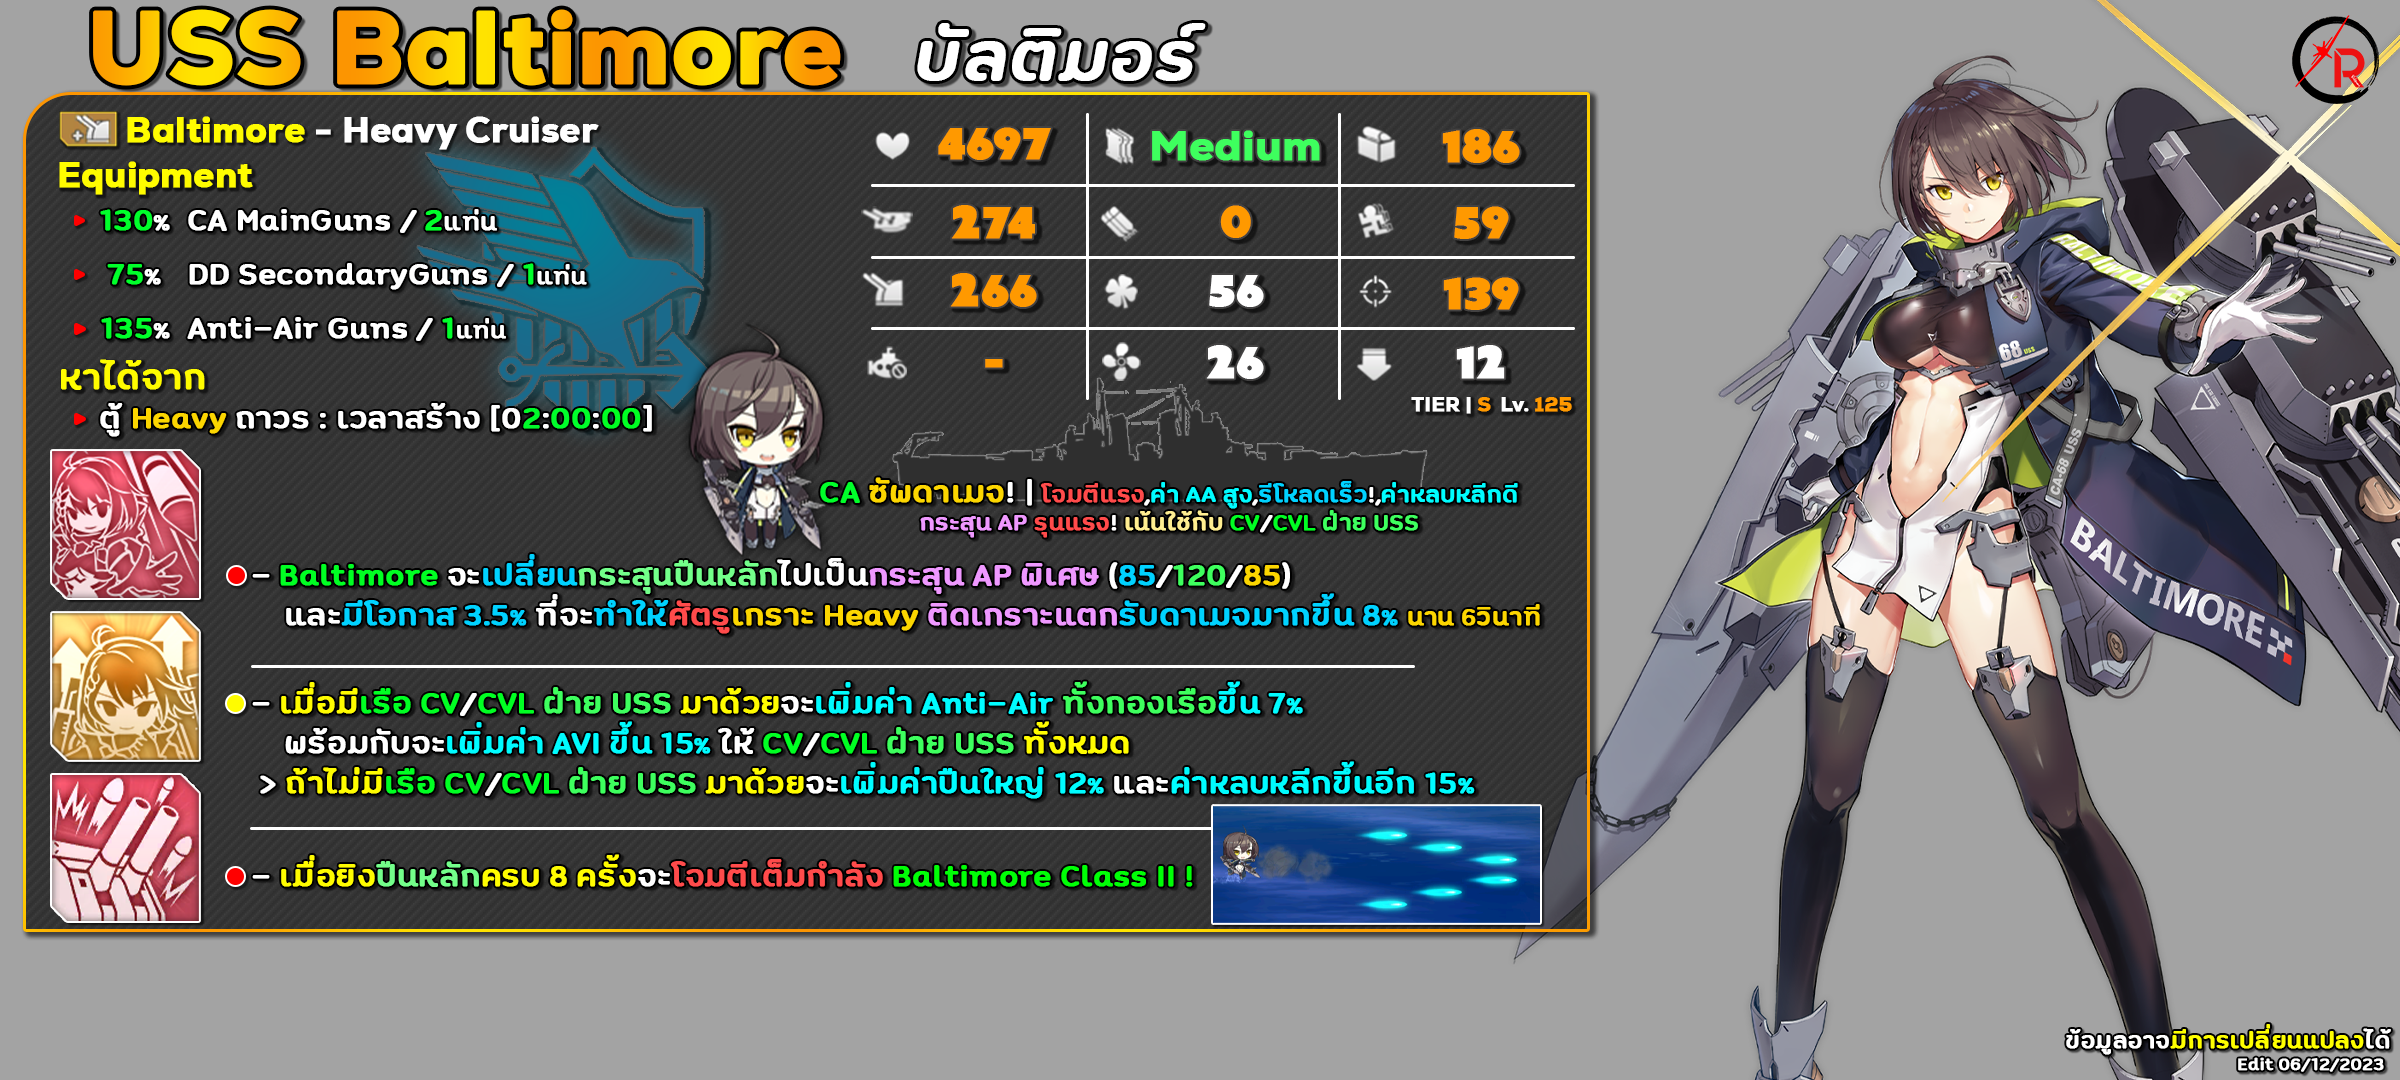 USS Baltimore บัลติมอร์
R
Baltimore - Heavy Cruiser
Equipment
130% CA MainGuns / 2แท่น
75% DD SecondaryGuns / 1แท่น
135% Anti-Air Guns / 1แท่น
หาได้จาก
ตู้ Heavy ถาวร : เวลาสร้าง [02:00:00]
4697 Medium 186
274 0 59
266 56 139
- 26 12
TIER | S Lv. 125
CA ซัพดาเมจ! | โจมตีแรง,ค่า AA สูง,รีโหลดเร็ว!,ค่าหลบหลีกดี
กระสุน AP รุนแรง! เน้นใช้กับ CV/CVL ฝ่าย USS
- Baltimore จะเปลี่ยนกระสุนปืนหลักไปเป็นกระสุน AP พิเศษ (85/120/85)
และมีโอกาส 3.5% ที่จะทำให้ศัตรูเกราะ Heavy ติดเกราะแตกรับดาเมจมากขึ้น 8% นาน 6วินาที
- เมื่อมีเรือ CV/CVL ฝ่าย USS มาด้วยจะเพิ่มค่า Anti-Air ทั้งกองเรือขึ้น 7%
พร้อมกับจะเพิ่มค่า AVI ขึ้น 15% ให้ CV/CVL ฝ่าย USS ทั้งหมด
> ถ้าไม่มีเรือ CV/CVL ฝ่าย USS มาด้วยจะเพิ่มค่าปืนใหญ่ 12% และค่าหลบหลีกขึ้นอีก 15%
- เมื่อยิงปืนหลักครบ 8 ครั้งจะโจมตีเต็มกำลัง Baltimore Class II !
68 USS
CA-68 USS
BALTIMORE
ข้อมูลอาจมีการเปลี่ยนแปลงได้
Edit 06/12/2023